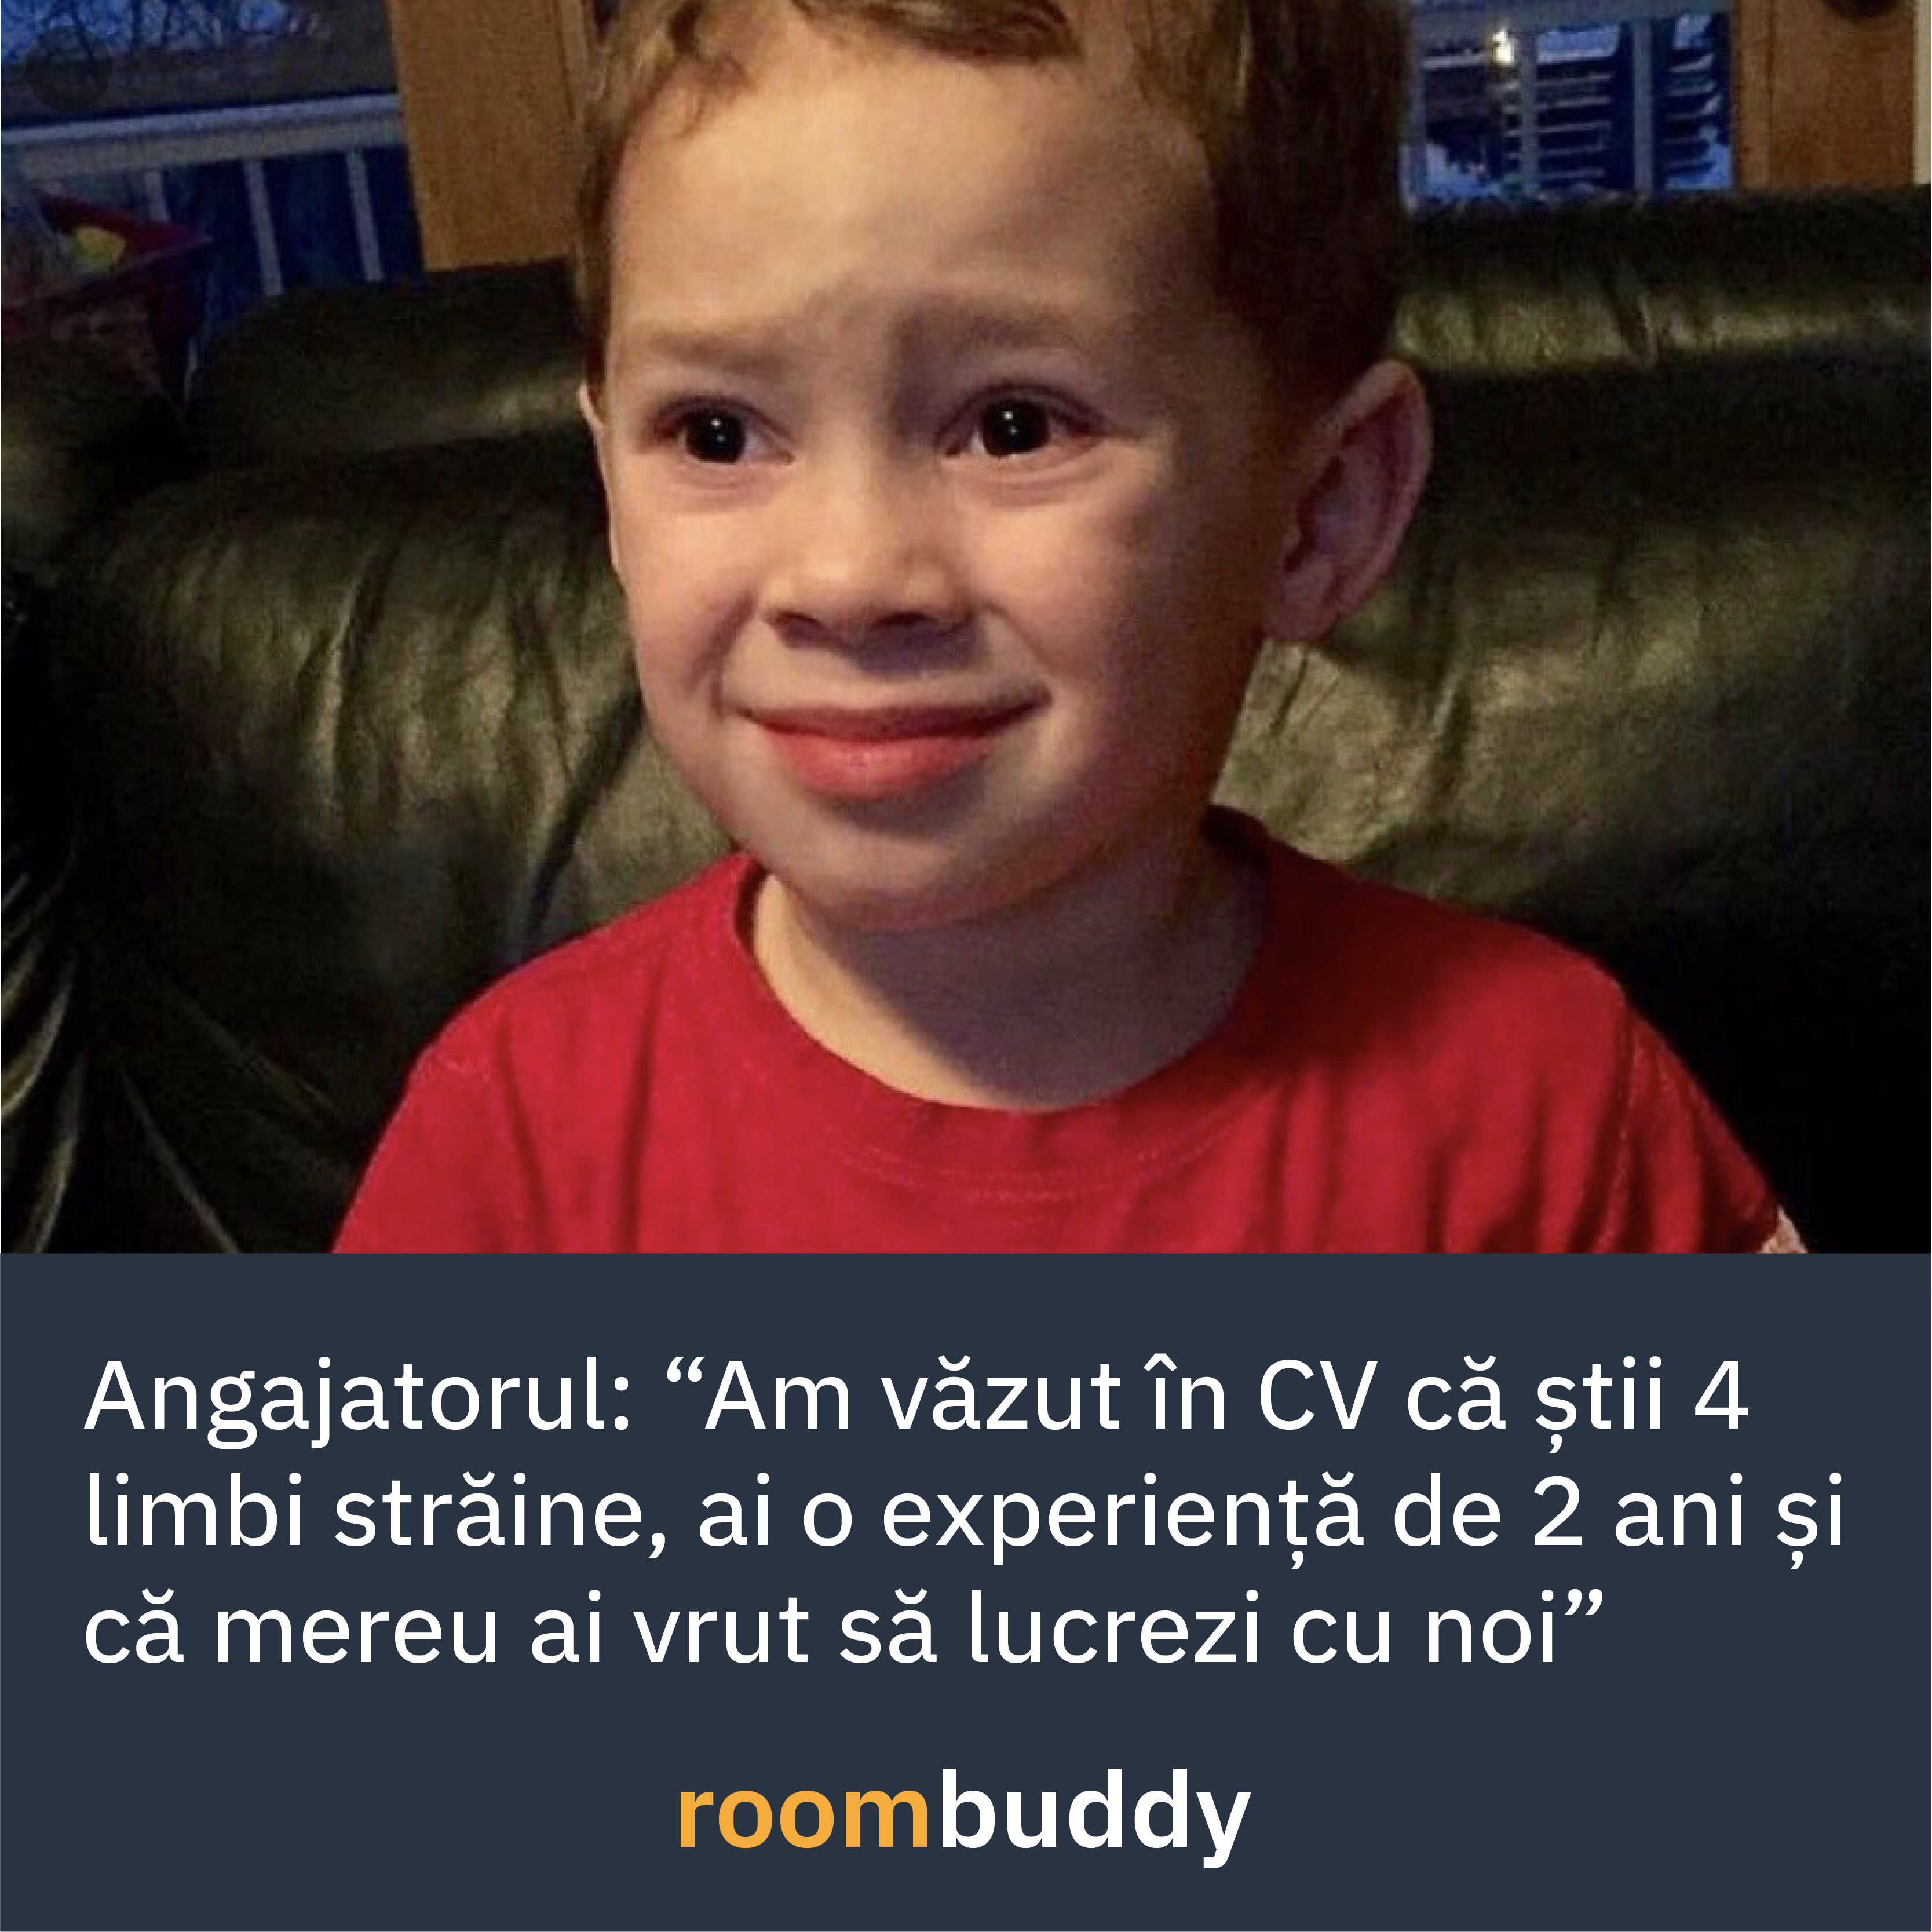 Angajatorul: “Am văzut în CV că știi 4
limbi străine, ai o experiență de 2 ani și
că mereu ai vrut să lucrezi cu noi”
roombuddy